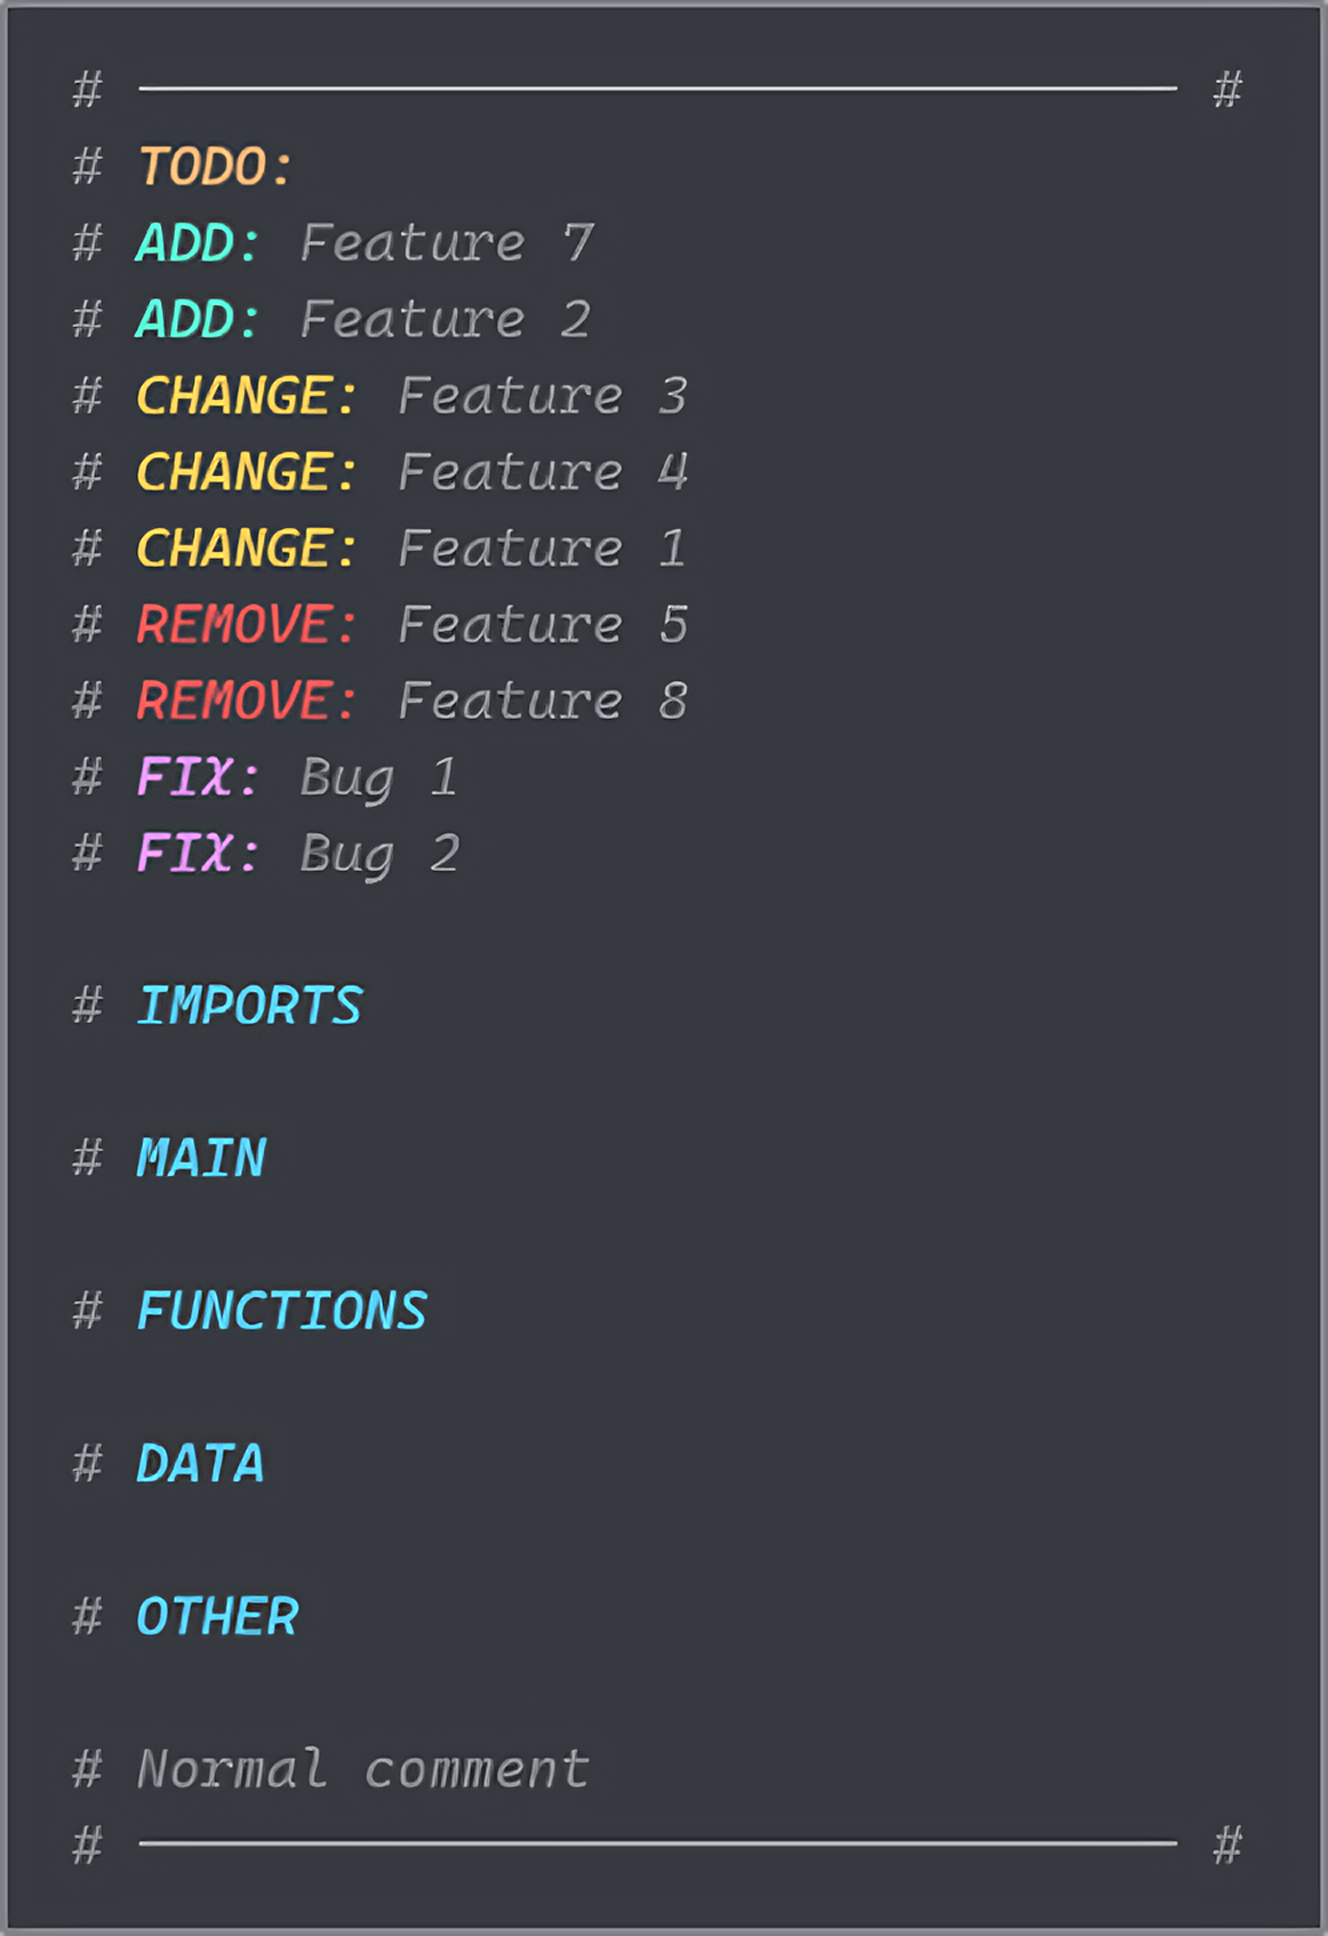 # ──────────────────────────────── #
# TODO:
# ADD: Feature 7
# ADD: Feature 2
# CHANGE: Feature 3
# CHANGE: Feature 4
# CHANGE: Feature 1
# REMOVE: Feature 5
# REMOVE: Feature 8
# FIX: Bug 1
# FIX: Bug 2
# IMPORTS
# MAIN
# FUNCTIONS
# DATA
# OTHER
# Normal comment
# ──────────────────────────────── #